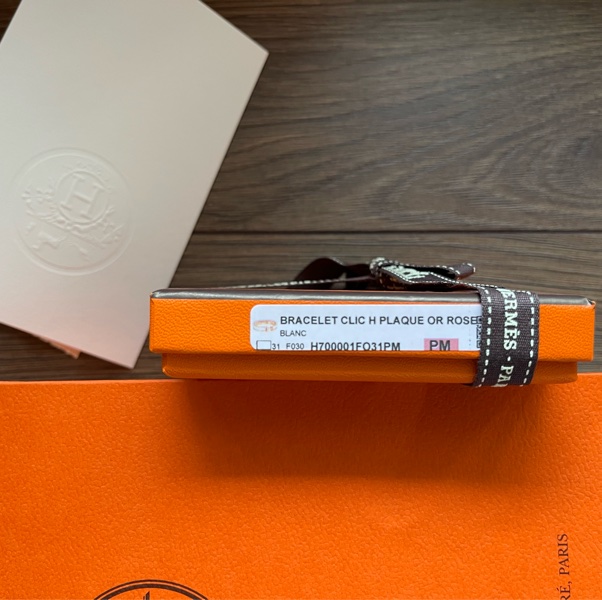 H
BRACELET CLIC H PLAQUE OR ROSE
BLANC
31 F030 H700001FO31PM PM
HERMÈS - PA
RÉ, PARIS